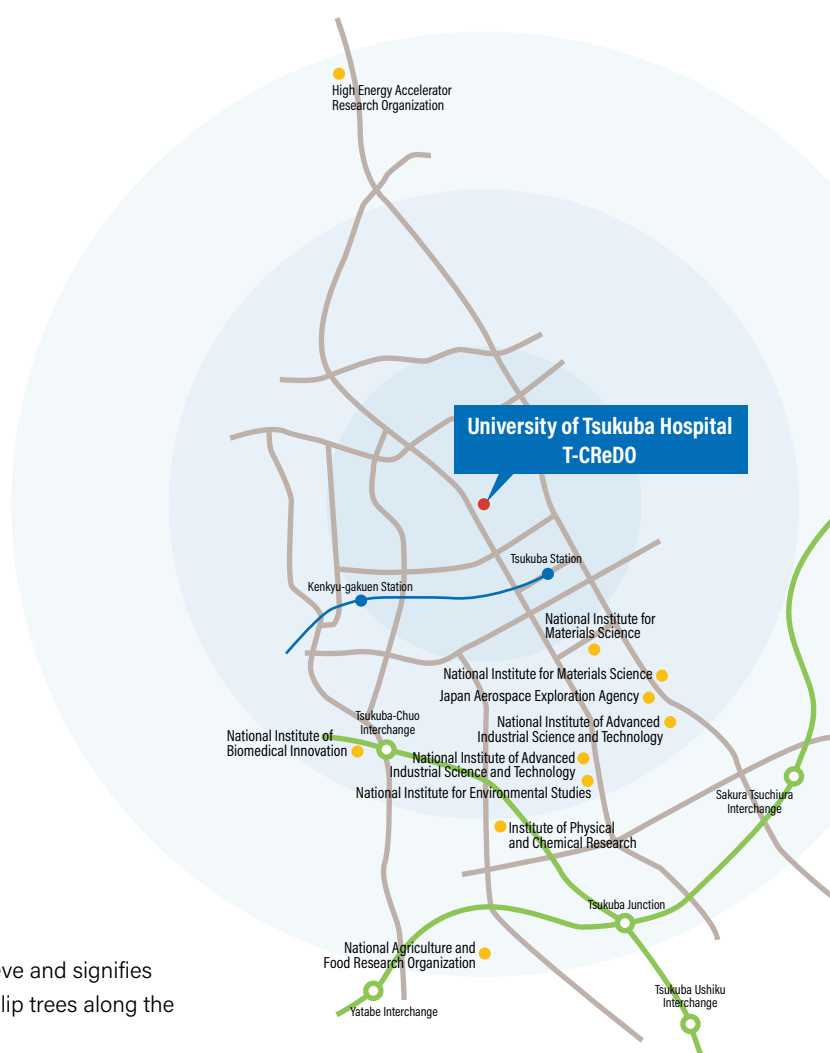 High Energy Accelerator
Research Organization
University of Tsukuba Hospital
T-CReDO
Tsukuba Station
Kenkyu-gakuen Station
National Institute for
Materials Science
National Institute for Materials Science
Japan Aerospace Exploration Agency
National Institute of Advanced
Industrial Science and Technology
Tsukuba-Chuo
Interchange
National Institute of
Biomedical Innovation
National Institute of Advanced
Industrial Science and Technology
National Institute for Environmental Studies
Sakura Tsuchiura
Interchange
Institute of Physical
and Chemical Research
Tsukuba Junction
National Agriculture and
Food Research Organization
eve and signifies
lip trees along the
Tsukuba Ushiku
Interchange
Yatabe Interchange